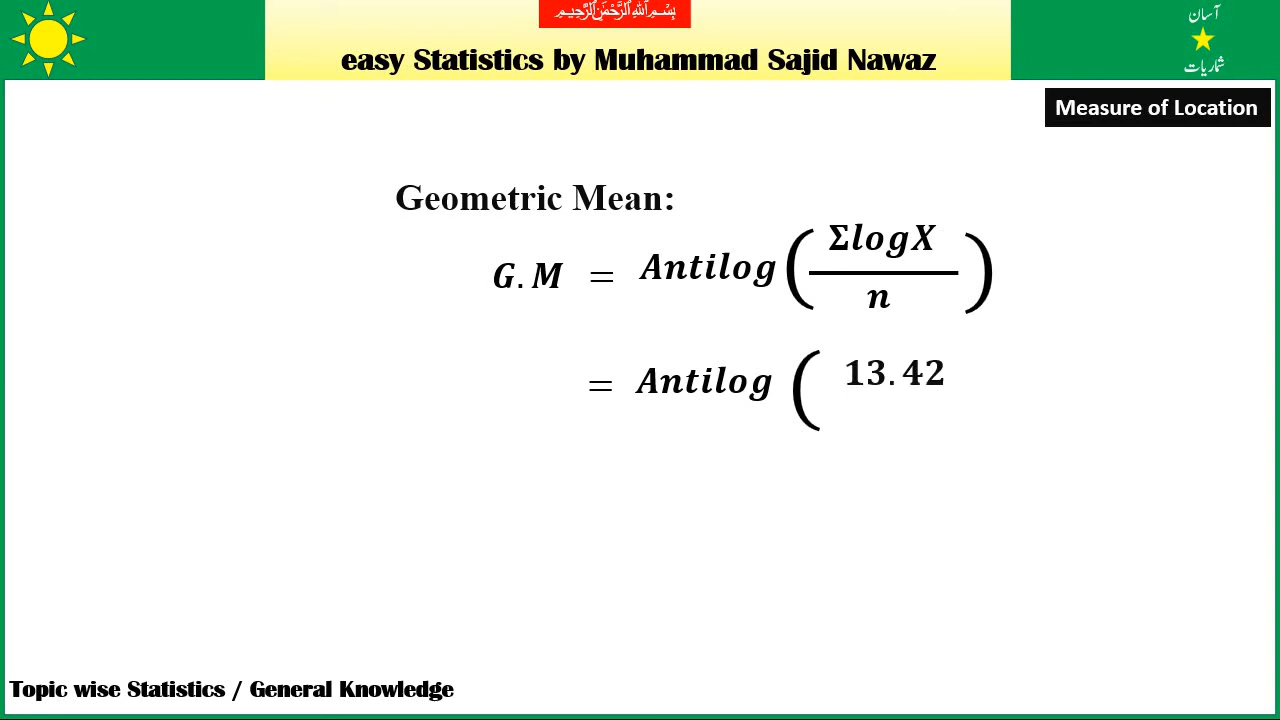 بِسْمِ اللهِ الرَّحْمٰنِ الرَّحِيْمِ
easy Statistics by Muhammad Sajid Nawaz
آسان
شماریات
Measure of Location
Geometric Mean:
G.M = Antilog (ΣlogX / n)
= Antilog ( 13.42
Topic wise Statistics / General Knowledge